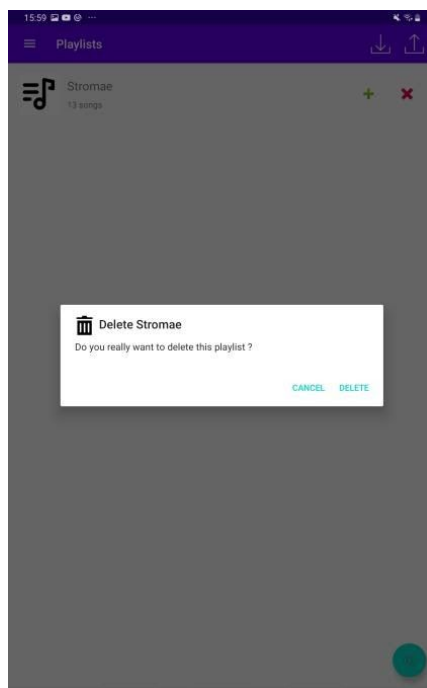 15:59
Playlists
Stromae
13 songs
Delete Stromae
Do you really want to delete this playlist ?
CANCEL DELETE